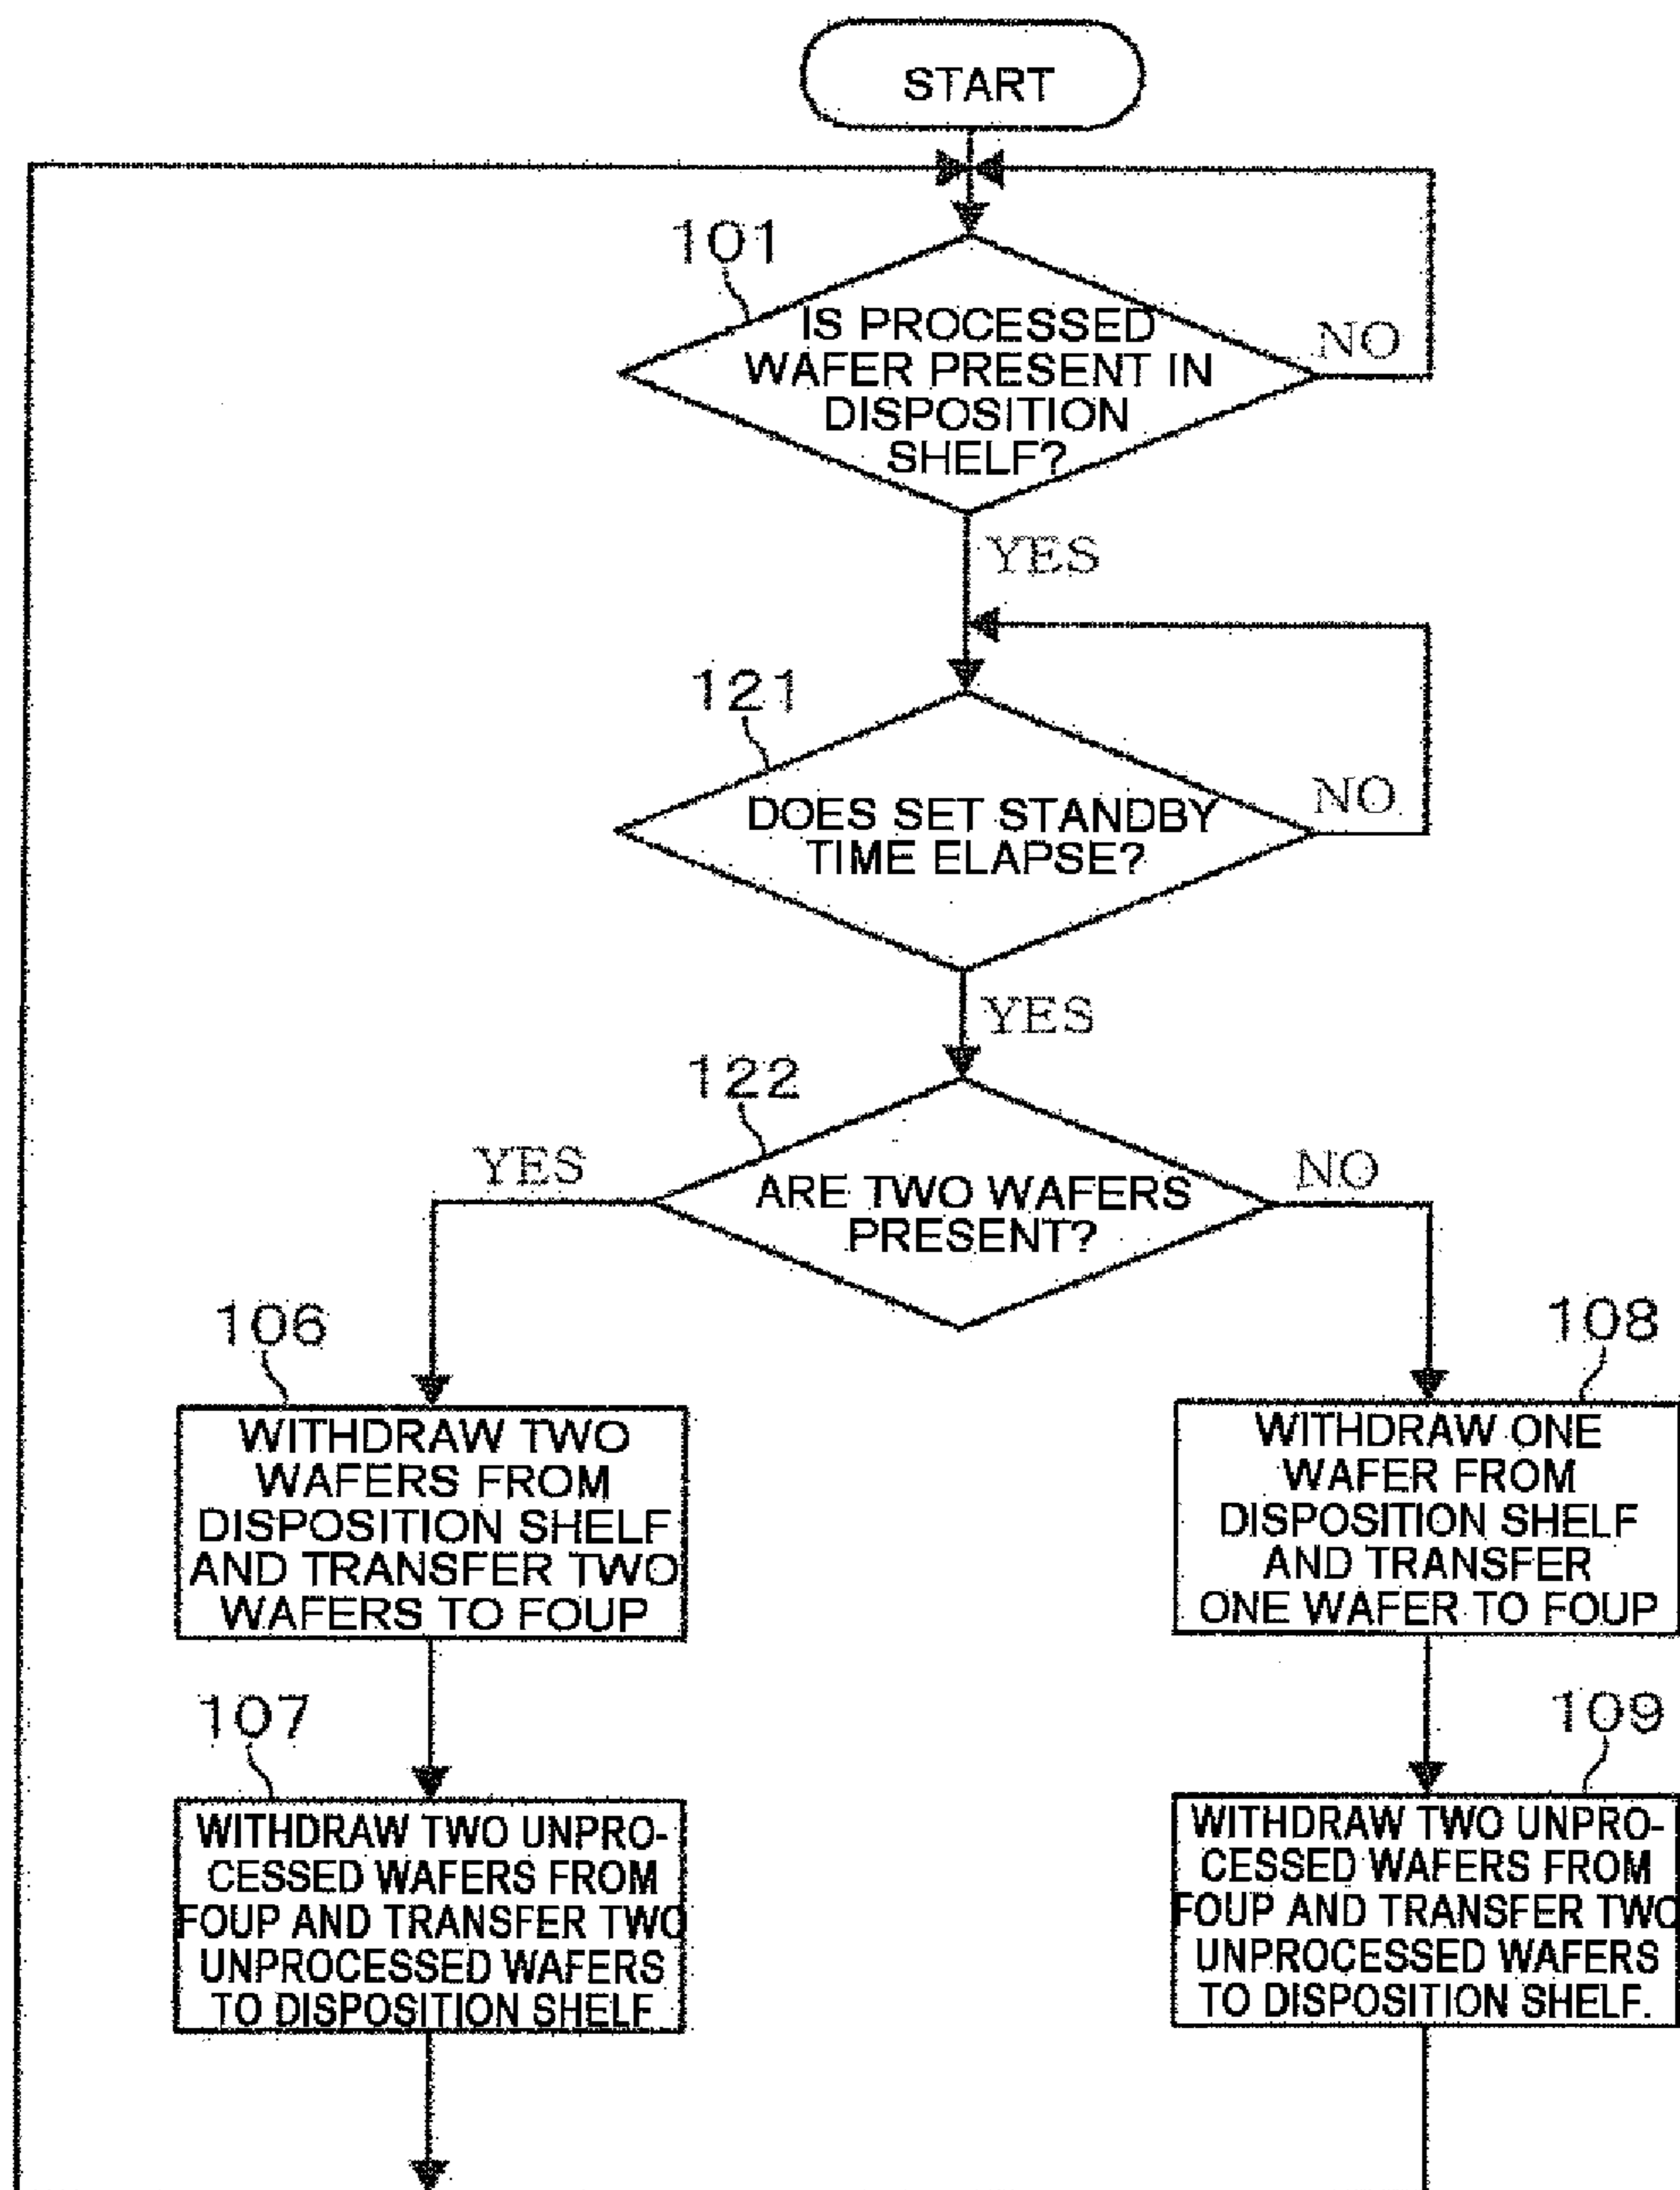 START
101
IS PROCESSED
WAFER PRESENT IN
DISPOSITION
SHELF?
NO
YES
121
DOES SET STANDBY
TIME ELAPSE?
NO
YES
122
ARE TWO WAFERS
PRESENT?
YES
NO
106
WITHDRAW TWO
WAFERS FROM
DISPOSITION SHELF
AND TRANSFER TWO
WAFERS TO FOUP
108
WITHDRAW ONE
WAFER FROM
DISPOSITION SHELF
AND TRANSFER
ONE WAFER TO FOUP
107
WITHDRAW TWO UNPRO-
CESSED WAFERS FROM
FOUP AND TRANSFER TWO
UNPROCESSED WAFERS
TO DISPOSITION SHELF
109
WITHDRAW TWO UNPRO-
CESSED WAFERS FROM
FOUP AND TRANSFER TWO
UNPROCESSED WAFERS
TO DISPOSITION SHELF.